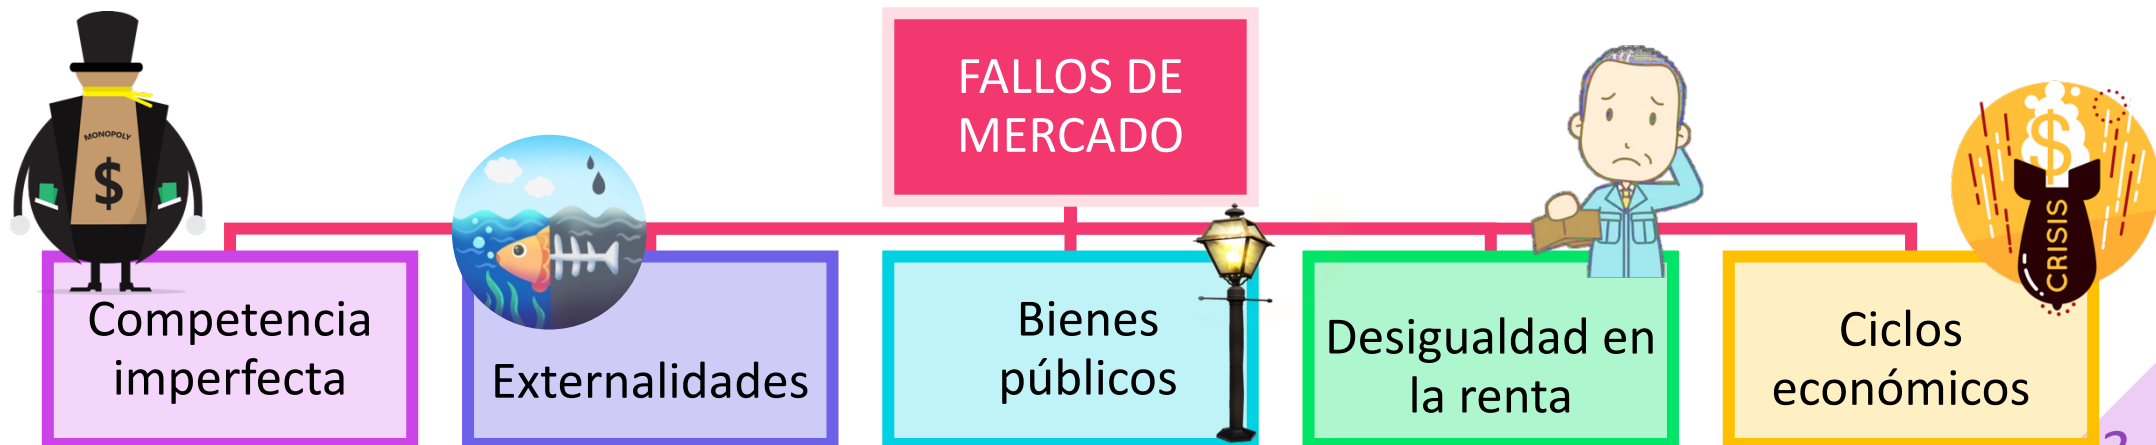 FALLOS DE
MERCADO
MONOPOLY
$
$
CRISIS
Competencia
imperfecta
Externalidades
Bienes
públicos
Desigualdad en
la renta
Ciclos
económicos